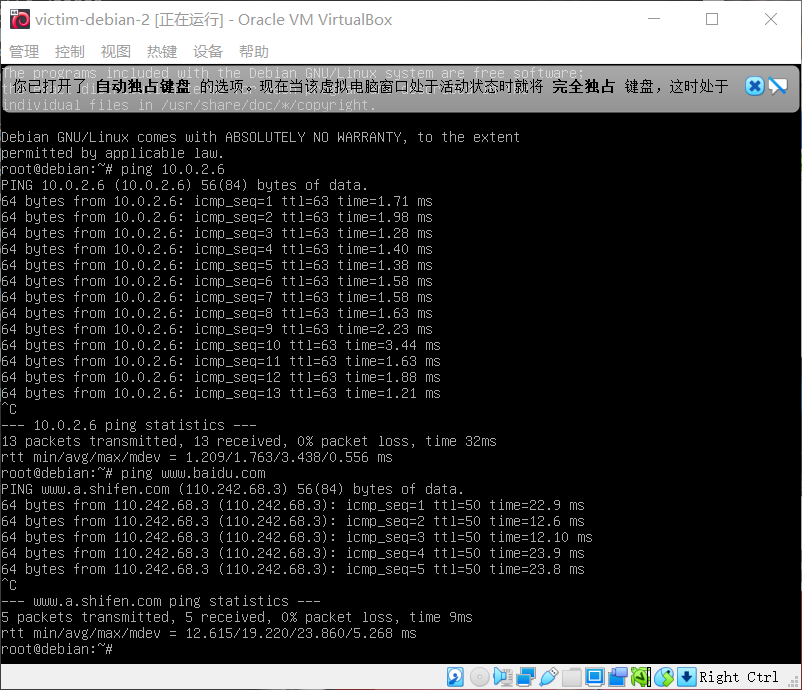 victim-debian-2 [正在运行] - Oracle VM VirtualBox
管理 控制 视图 热键 设备 帮助
The programs included with the Debian GNU/Linux system are free software;
你已打开了 自动独占键盘 的选项。现在当该虚拟电脑窗口处于活动状态时就将 完全独占 键盘，这时处于
individual files in /usr/share/doc/*/copyright.
Debian GNU/Linux comes with ABSOLUTELY NO WARRANTY, to the extent
permitted by applicable law.
root@debian:~# ping 10.0.2.6
PING 10.0.2.6 (10.0.2.6) 56(84) bytes of data.
64 bytes from 10.0.2.6: icmp_seq=1 ttl=63 time=1.71 ms
64 bytes from 10.0.2.6: icmp_seq=2 ttl=63 time=1.98 ms
64 bytes from 10.0.2.6: icmp_seq=3 ttl=63 time=1.28 ms
64 bytes from 10.0.2.6: icmp_seq=4 ttl=63 time=1.40 ms
64 bytes from 10.0.2.6: icmp_seq=5 ttl=63 time=1.38 ms
64 bytes from 10.0.2.6: icmp_seq=6 ttl=63 time=1.58 ms
64 bytes from 10.0.2.6: icmp_seq=7 ttl=63 time=1.58 ms
64 bytes from 10.0.2.6: icmp_seq=8 ttl=63 time=1.63 ms
64 bytes from 10.0.2.6: icmp_seq=9 ttl=63 time=2.23 ms
64 bytes from 10.0.2.6: icmp_seq=10 ttl=63 time=3.44 ms
64 bytes from 10.0.2.6: icmp_seq=11 ttl=63 time=1.63 ms
64 bytes from 10.0.2.6: icmp_seq=12 ttl=63 time=1.88 ms
64 bytes from 10.0.2.6: icmp_seq=13 ttl=63 time=1.21 ms
^C
--- 10.0.2.6 ping statistics ---
13 packets transmitted, 13 received, 0% packet loss, time 32ms
rtt min/avg/max/mdev = 1.209/1.763/3.438/0.556 ms
root@debian:~# ping www.baidu.com
PING www.a.shifen.com (110.242.68.3) 56(84) bytes of data.
64 bytes from 110.242.68.3 (110.242.68.3): icmp_seq=1 ttl=50 time=22.9 ms
64 bytes from 110.242.68.3 (110.242.68.3): icmp_seq=2 ttl=50 time=12.6 ms
64 bytes from 110.242.68.3 (110.242.68.3): icmp_seq=3 ttl=50 time=12.10 ms
64 bytes from 110.242.68.3 (110.242.68.3): icmp_seq=4 ttl=50 time=23.9 ms
64 bytes from 110.242.68.3 (110.242.68.3): icmp_seq=5 ttl=50 time=23.8 ms
^C
--- www.a.shifen.com ping statistics ---
5 packets transmitted, 5 received, 0% packet loss, time 9ms
rtt min/avg/max/mdev = 12.615/19.220/23.860/5.268 ms
root@debian:~#
Right Ctrl